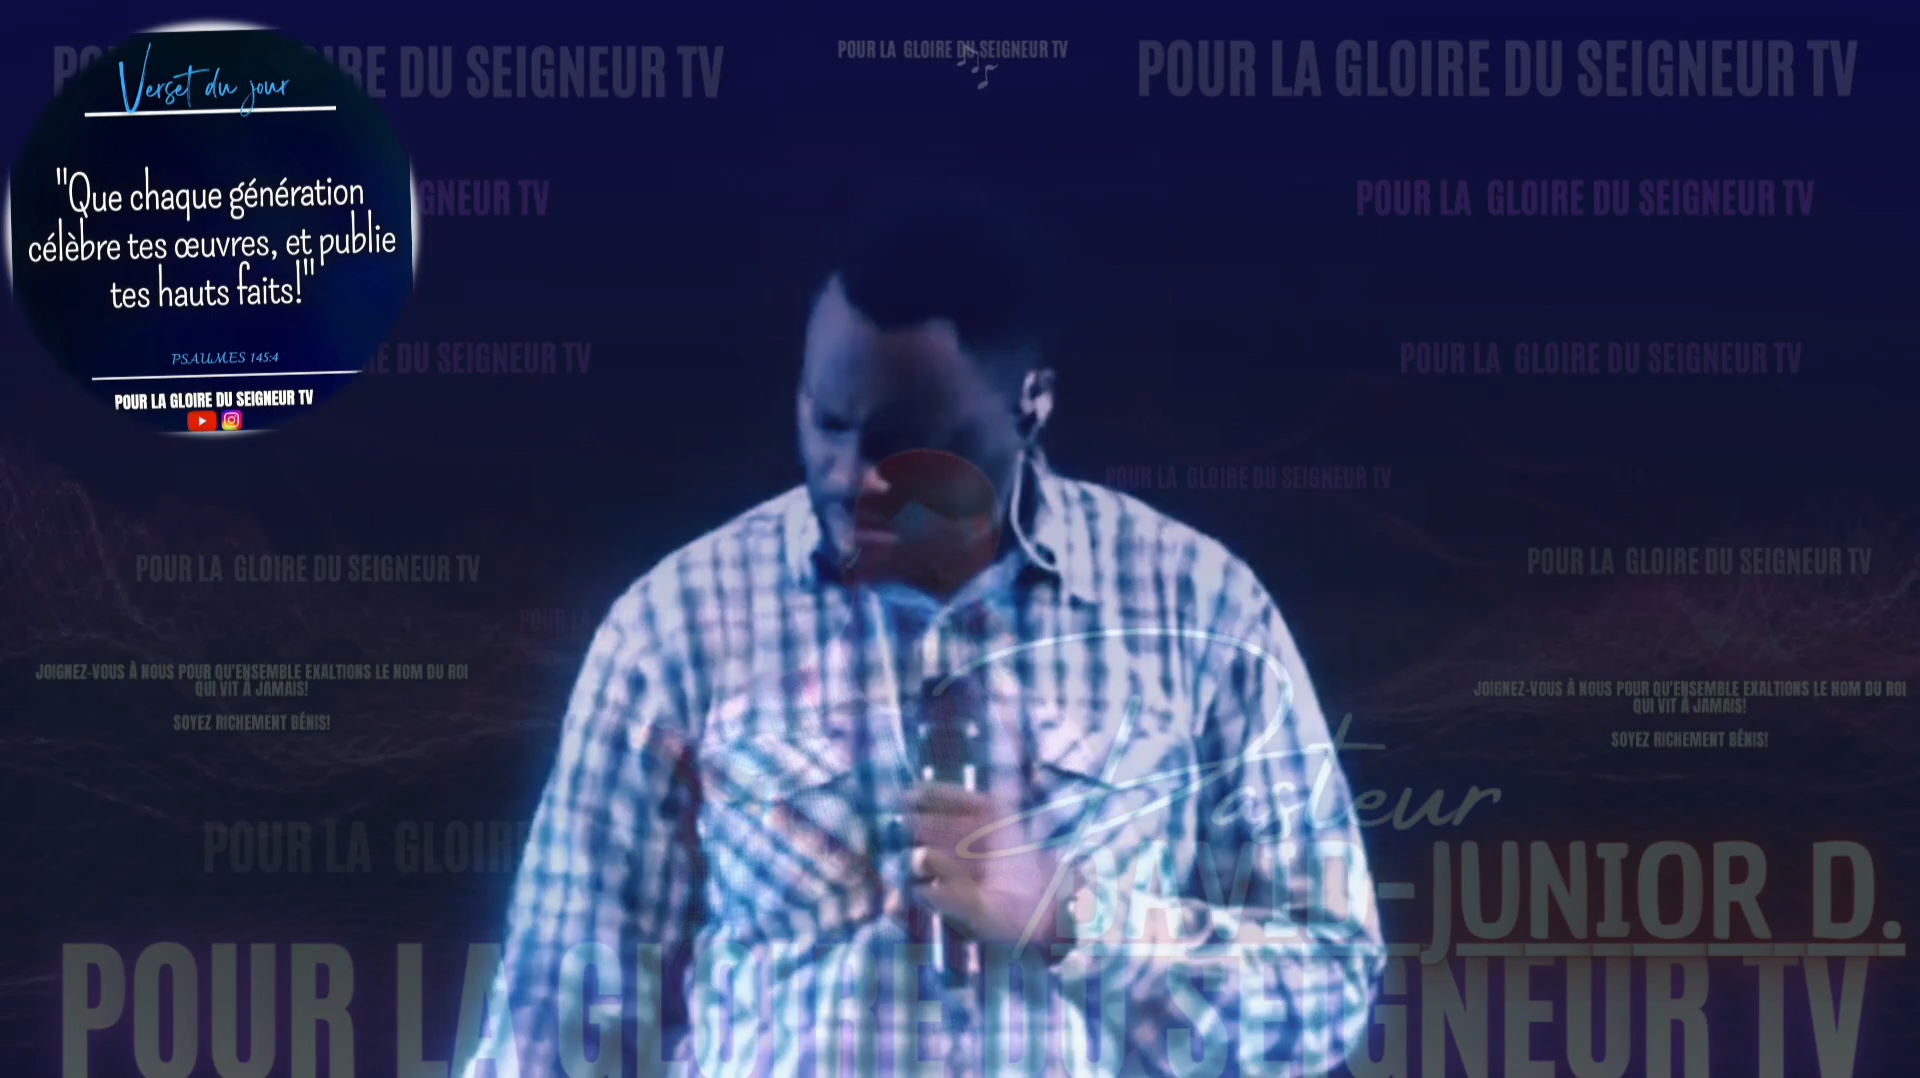 Verset du jour
"Que chaque génération
célèbre tes œuvres, et publie
tes hauts faits!"
PSAUMES 145:4
POUR LA GLOIRE DU SEIGNEUR TV
IRE DU SEIGNEUR TV
POUR LA GLOIRE DU SEIGNEUR TV
POUR LA GLOIRE DU SEIGNEUR TV
GNEUR TV
POUR LA GLOIRE DU SEIGNEUR TV
IE DU SEIGNEUR TV
POUR LA GLOIRE DU SEIGNEUR TV
POUR LA GLOIRE DU SEIGNEUR TV
POUR LA GLOIRE DU SEIGNEUR TV
POUR LA GLOIRE DU SEIGNEUR TV
JOIGNEZ-VOUS À NOUS POUR QU'ENSEMBLE EXALTIONS LE NOM DU ROI
QUI VIT À JAMAIS!
SOYEZ RICHEMENT BÉNIS!
JOIGNEZ-VOUS À NOUS POUR QU'ENSEMBLE EXALTIONS LE NOM DU ROI
QUI VIT À JAMAIS!
SOYEZ RICHEMENT BÉNIS!
POUR LA GLOIR
Pasteur
DAVID-JUNIOR D.
POUR LA GLOIRE DU SEIGNEUR TV